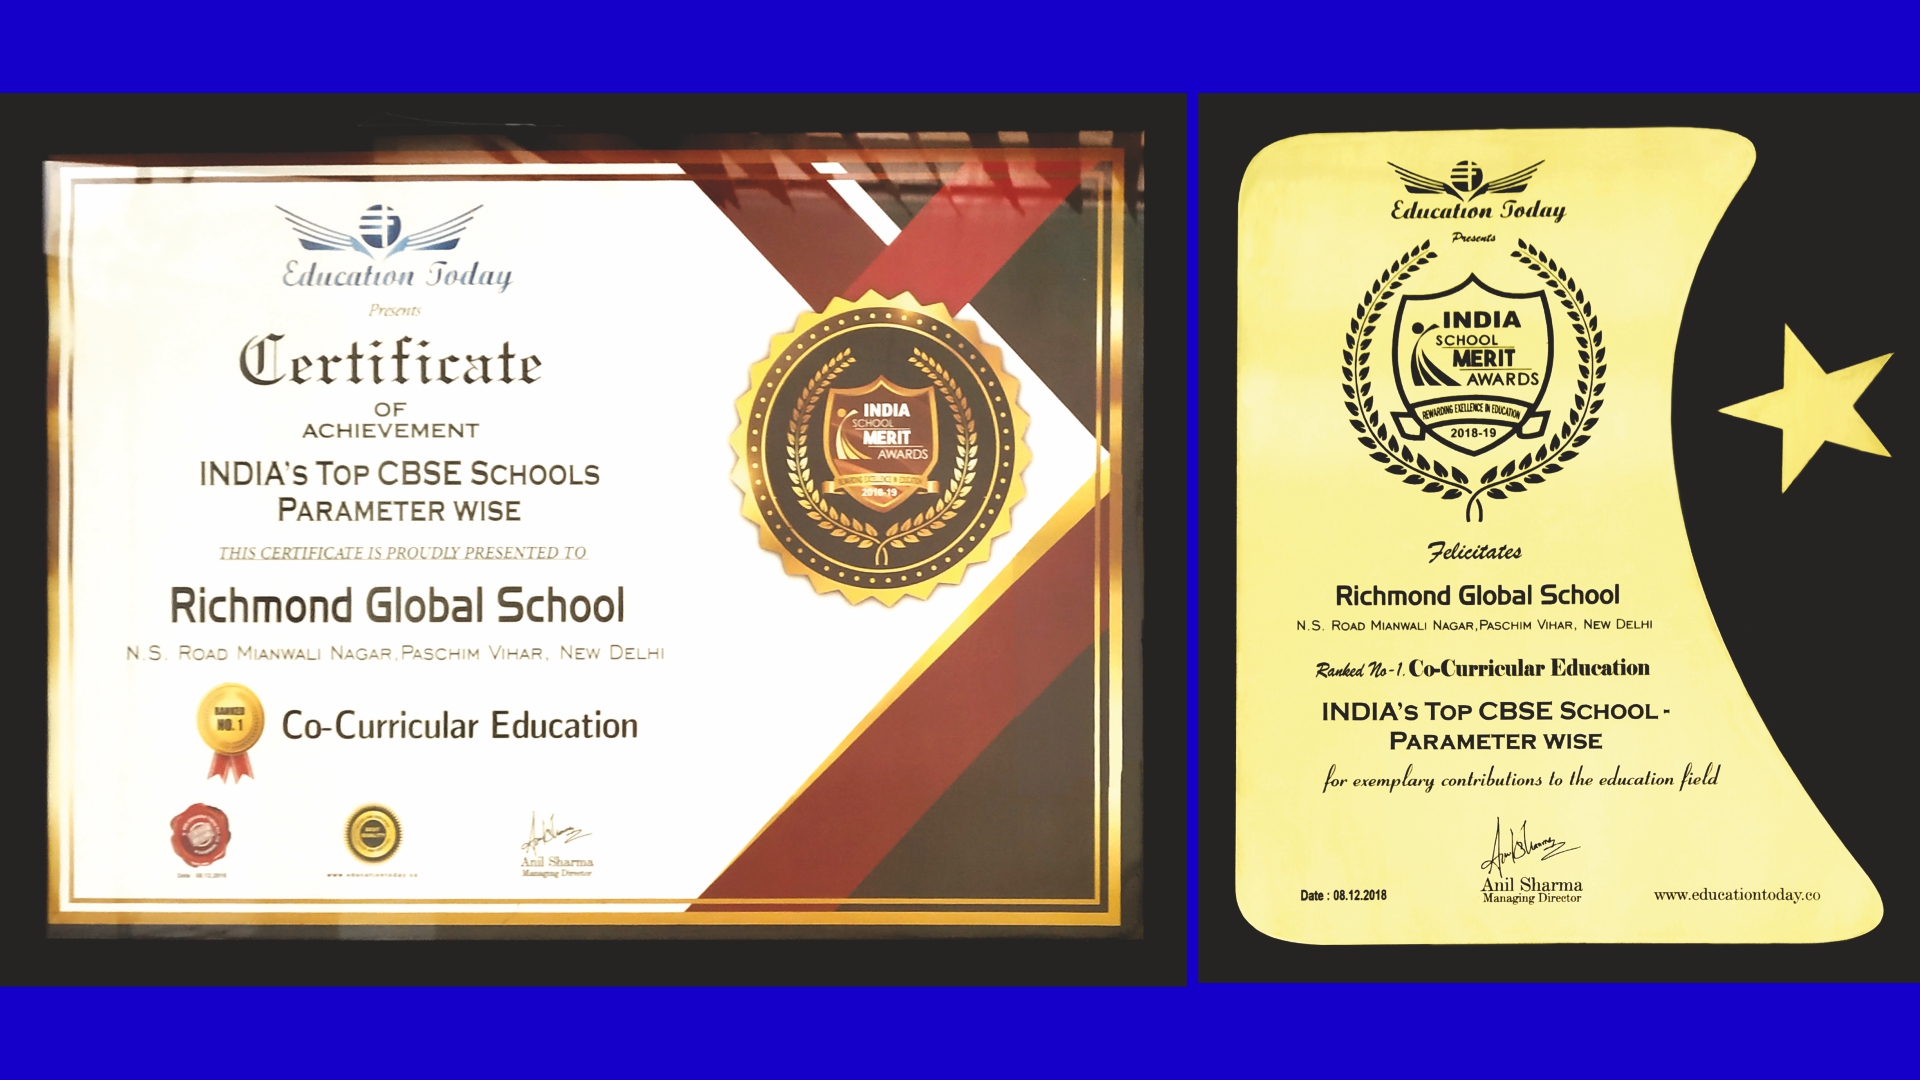 Education Today
Presents
Certificate
OF
ACHIEVEMENT
INDIA'S TOP CBSE SCHOOLS
PARAMETER WISE
THIS CERTIFICATE IS PROUDLY PRESENTED TO
Richmond Global School
N.S. ROAD MIANWALI NAGAR,PASCHIM VIHAR, NEW DELHI
RANKED
NO. 1
Co-Curricular Education
Date : 08.12.2018
www.educationtoday.co
Anil Sharma
Managing Director
INDIA
SCHOOL
MERIT
AWARDS
REWARDING EXCELLENCE IN EDUCATION
2018-19
Education Today
Presents
INDIA
SCHOOL
MERIT
AWARDS
REWARDING EXELLENCE IN EDUCATION
2018-19
Felicitates
Richmond Global School
N.S. ROAD MIANWALI NAGAR,PASCHIM VIHAR, NEW DELHI
Ranked No-1, Co-Curricular Education
INDIA'S TOP CBSE SCHOOL -
PARAMETER WISE
for exemplary contributions to the education field
Anil Sharma
Managing Director
Date : 08.12.2018
www.educationtoday.co